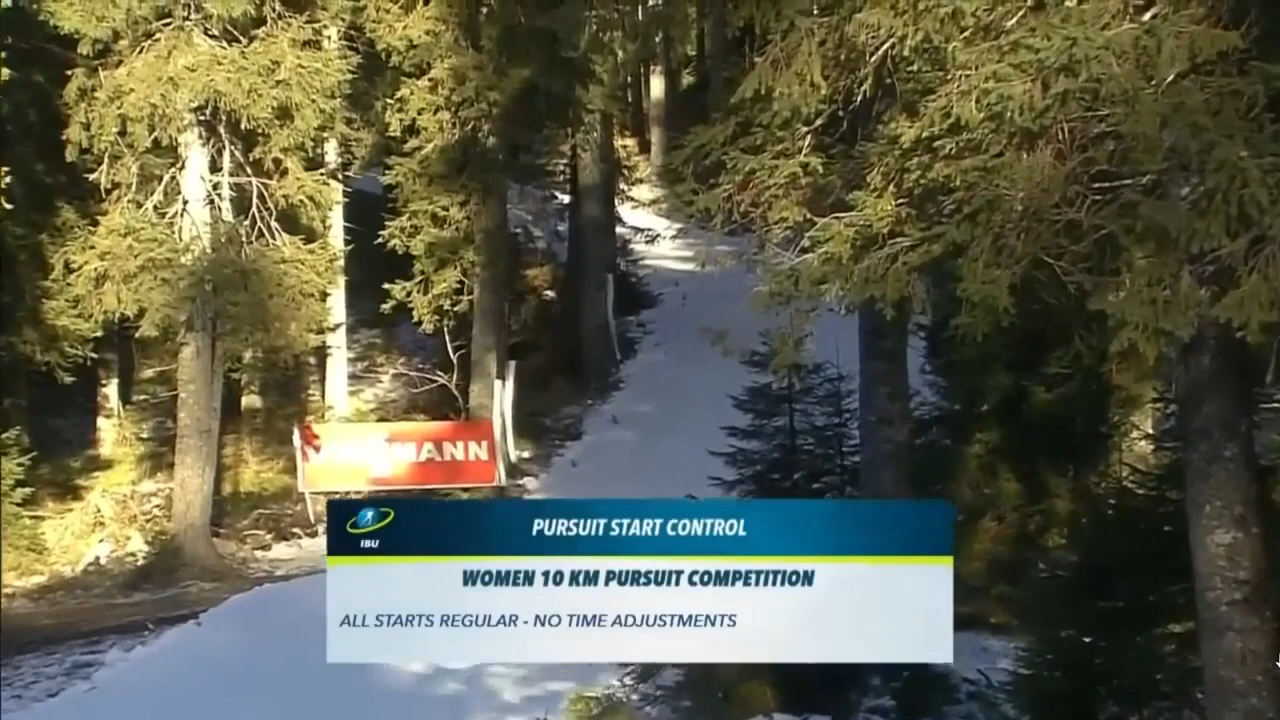 MANN
IBU
PURSUIT START CONTROL
WOMEN 10 KM PURSUIT COMPETITION
ALL STARTS REGULAR - NO TIME ADJUSTMENTS